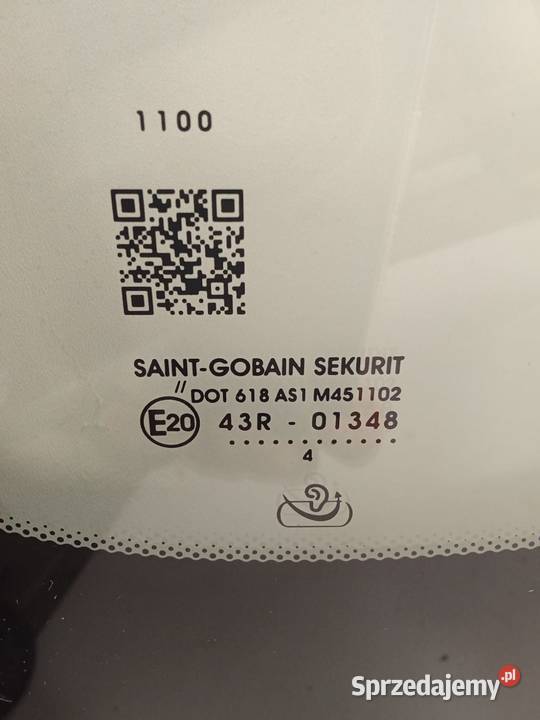 1100
SAINT-GOBAIN SEKURIT
// DOT 618 AS1 M451102
E20 43R - 01348
..............
4
Sprzedajemy.pl